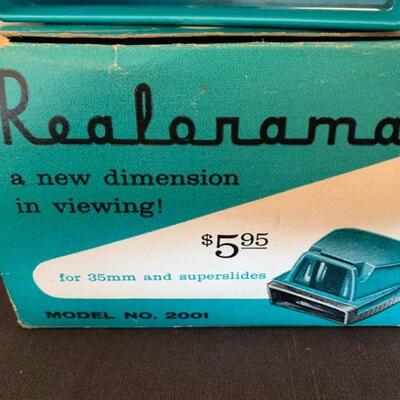 Realorama
a new dimension
in viewing!
$5.95
for 35mm and superslides
MODEL NO. 2001